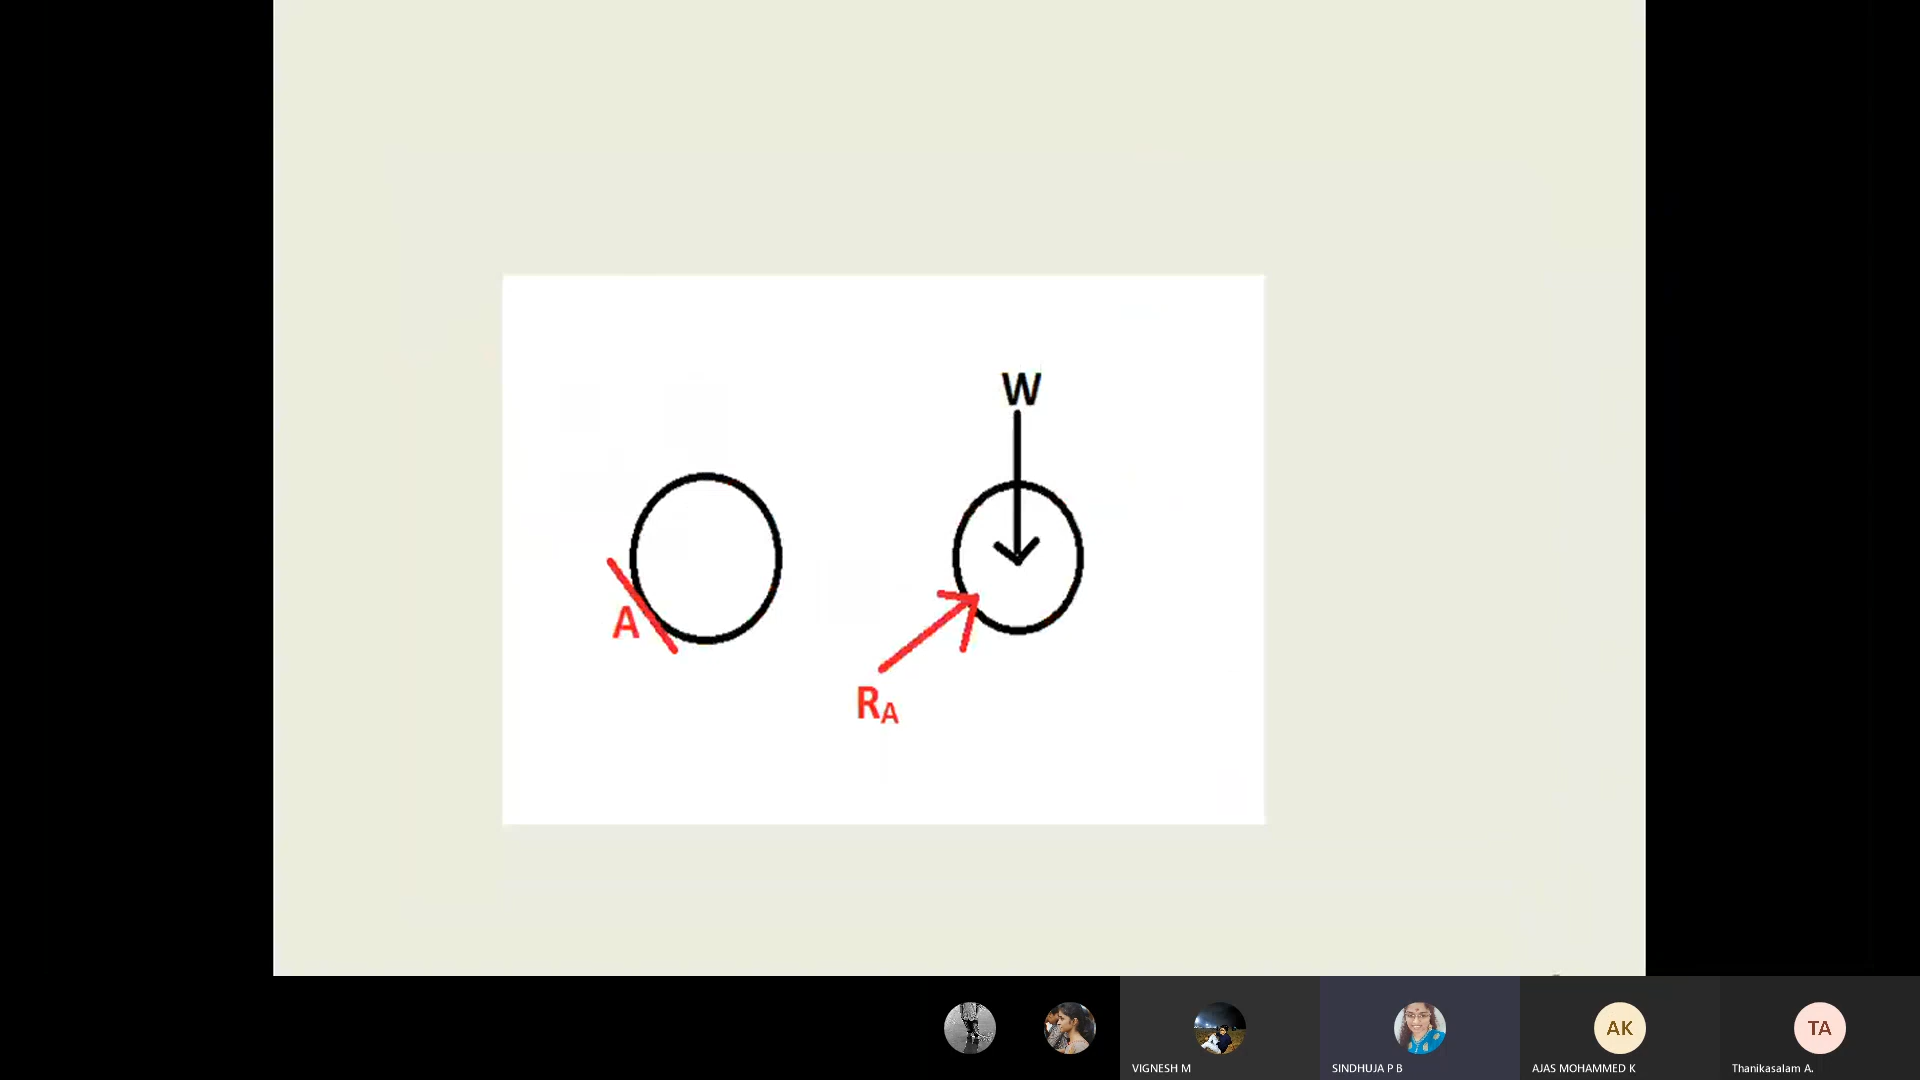 W
A
RA
AK
TA
VIGNESH M
SINDHUJA P B
AJAS MOHAMMED K
Thanikasalam A.